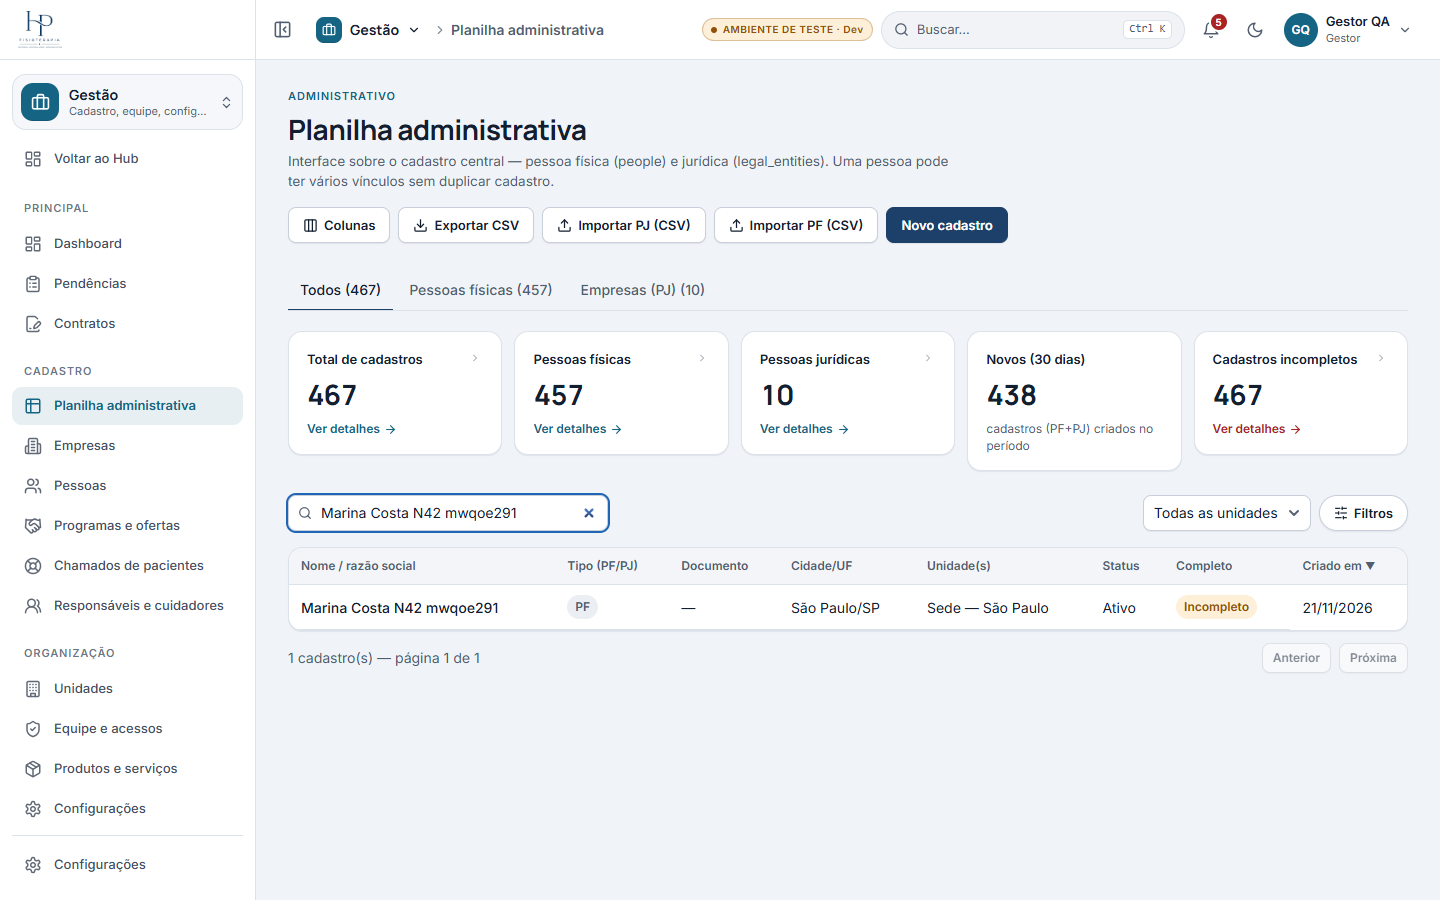 HP
FISIOTERAPIA
Gestão
Planilha administrativa
AMBIENTE DE TESTE · Dev
Buscar...
Ctrl K
5
GQ
Gestor QA
Gestor
Gestão
Cadastro, equipe, config...
Voltar ao Hub
PRINCIPAL
Dashboard
Pendências
Contratos
CADASTRO
Planilha administrativa
Empresas
Pessoas
Programas e ofertas
Chamados de pacientes
Responsáveis e cuidadores
ORGANIZAÇÃO
Unidades
Equipe e acessos
Produtos e serviços
Configurações
Configurações
ADMINISTRATIVO
Planilha administrativa
Interface sobre o cadastro central — pessoa física (people) e jurídica (legal_entities). Uma pessoa pode
ter vários vínculos sem duplicar cadastro.
Colunas
Exportar CSV
Importar PJ (CSV)
Importar PF (CSV)
Novo cadastro
Todos (467)
Pessoas físicas (457)
Empresas (PJ) (10)
Total de cadastros
467
Ver detalhes →
Pessoas físicas
457
Ver detalhes →
Pessoas jurídicas
10
Ver detalhes →
Novos (30 dias)
438
cadastros (PF+PJ) criados no
período
Cadastros incompletos
467
Ver detalhes →
Marina Costa N42 mwqoe291
Todas as unidades
Filtros
Nome / razão social Tipo (PF/PJ) Documento Cidade/UF Unidade(s) Status Completo Criado em ▼
Marina Costa N42 mwqoe291 PF — São Paulo/SP Sede — São Paulo Ativo Incompleto 21/11/2026
1 cadastro(s) — página 1 de 1
Anterior
Próxima